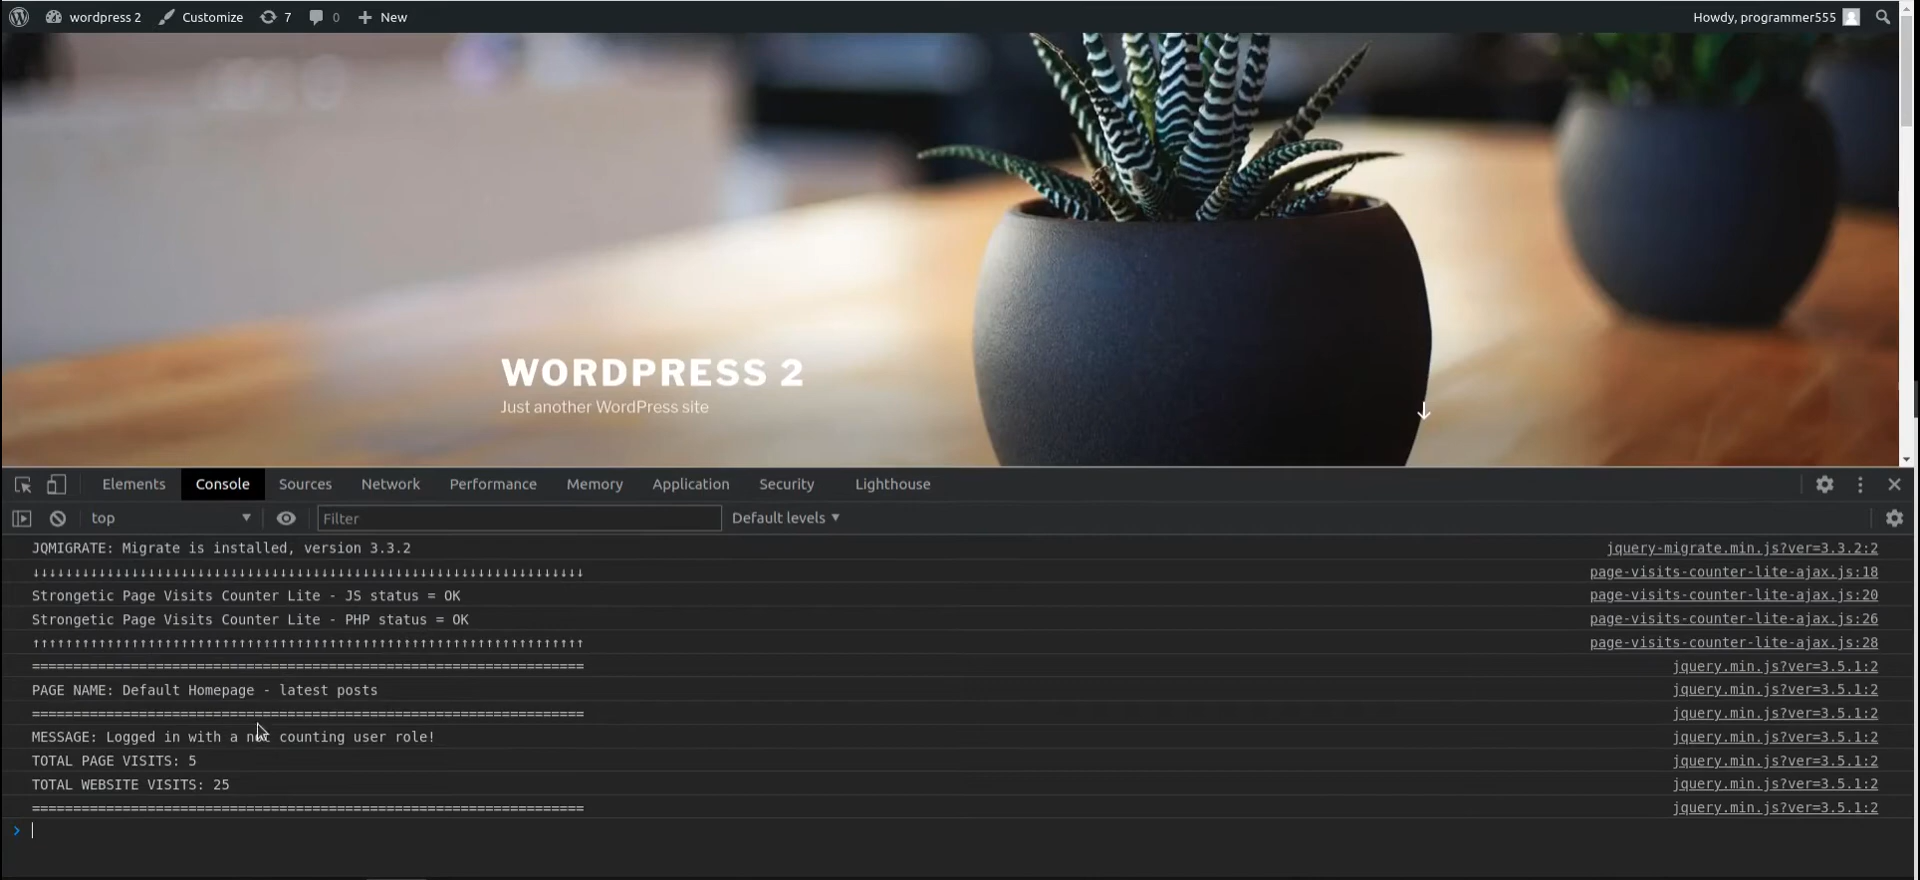 wordpress 2 Customize 7 0 New Howdy, programmer555
WORDPRESS 2
Just another WordPress site
Elements Console Sources Network Performance Memory Application Security Lighthouse
top Filter Default levels
JQMIGRATE: Migrate is installed, version 3.3.2 jquery-migrate.min.js?ver=3.3.2:2
↓↓↓↓↓↓↓↓↓↓↓↓↓↓↓↓↓↓↓↓↓↓↓↓↓↓↓↓↓↓↓↓↓↓↓↓↓↓↓↓↓↓↓↓↓↓↓↓↓↓↓↓↓↓↓↓↓↓↓↓↓↓↓↓↓↓↓ page-visits-counter-lite-ajax.js:18
Strongetic Page Visits Counter Lite - JS status = OK page-visits-counter-lite-ajax.js:20
Strongetic Page Visits Counter Lite - PHP status = OK page-visits-counter-lite-ajax.js:26
↑↑↑↑↑↑↑↑↑↑↑↑↑↑↑↑↑↑↑↑↑↑↑↑↑↑↑↑↑↑↑↑↑↑↑↑↑↑↑↑↑↑↑↑↑↑↑↑↑↑↑↑↑↑↑↑↑↑↑↑↑↑↑↑↑↑↑ page-visits-counter-lite-ajax.js:28
=================================================================== jquery.min.js?ver=3.5.1:2
PAGE NAME: Default Homepage - latest posts jquery.min.js?ver=3.5.1:2
=================================================================== jquery.min.js?ver=3.5.1:2
MESSAGE: Logged in with a not counting user role! jquery.min.js?ver=3.5.1:2
TOTAL PAGE VISITS: 5 jquery.min.js?ver=3.5.1:2
TOTAL WEBSITE VISITS: 25 jquery.min.js?ver=3.5.1:2
=================================================================== jquery.min.js?ver=3.5.1:2